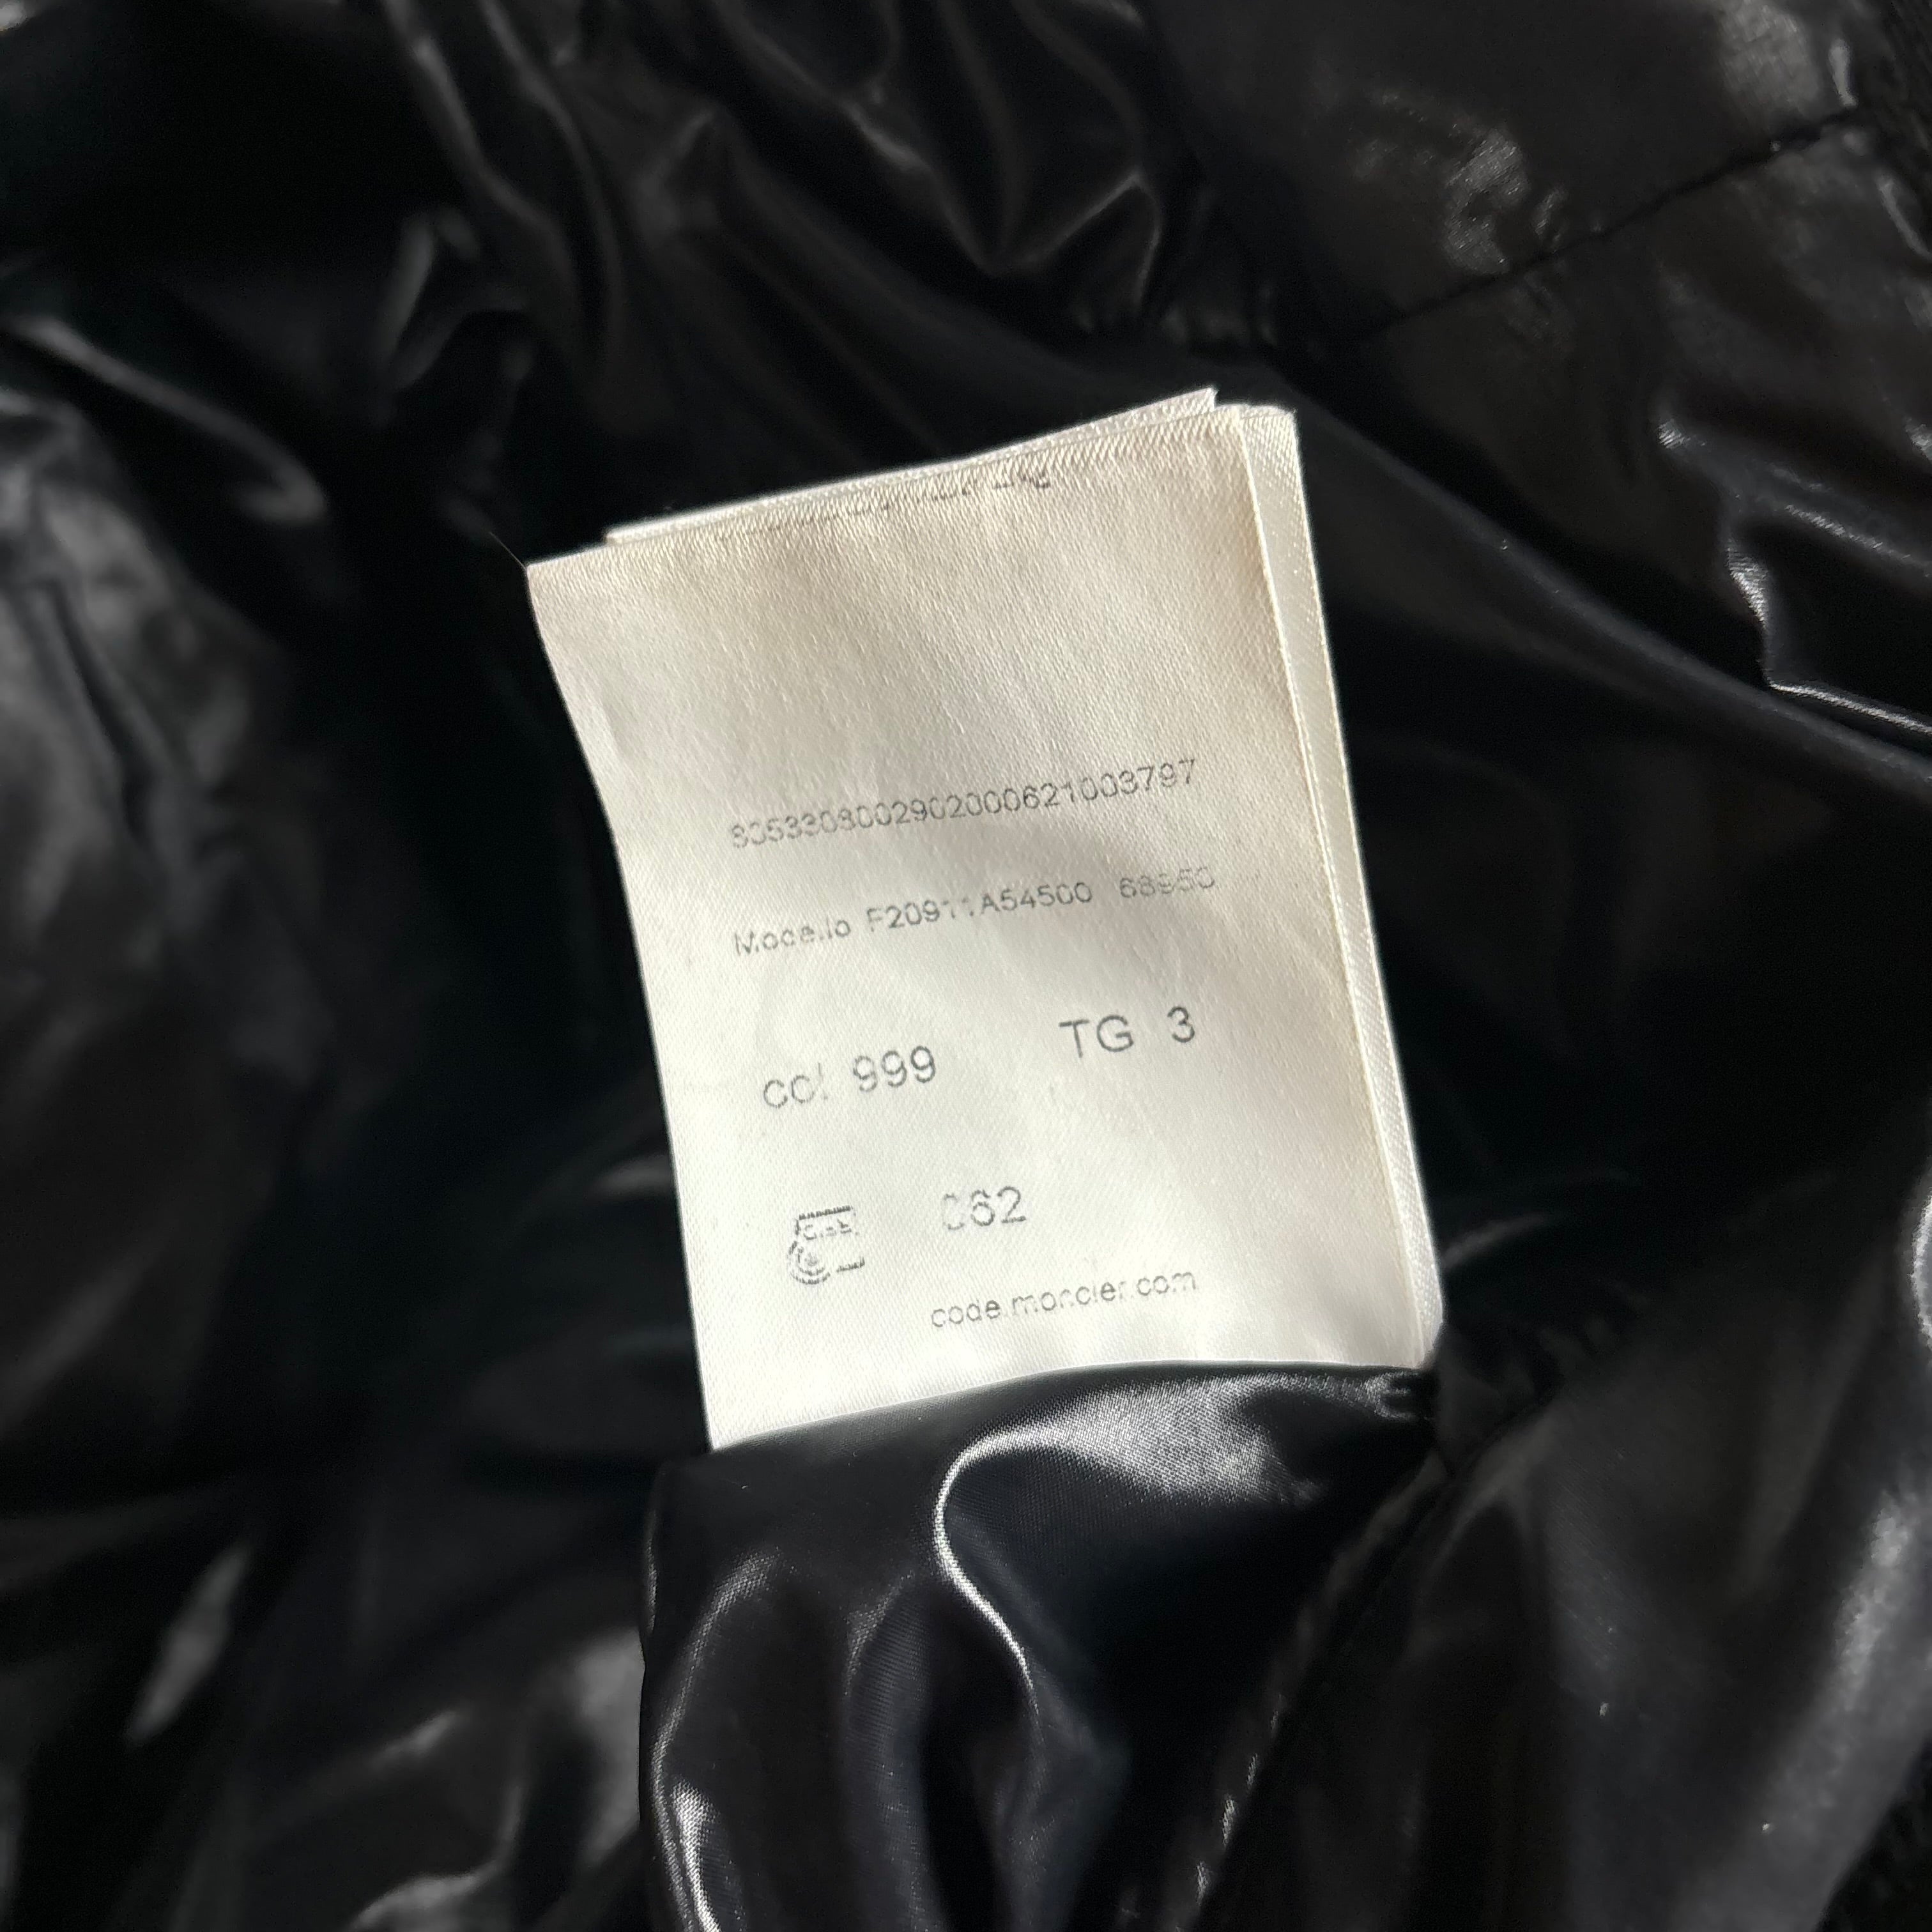 8053308002902000621003797
Modello F20911A54500 68950
col 999 TG 3
062
code.moncler.com